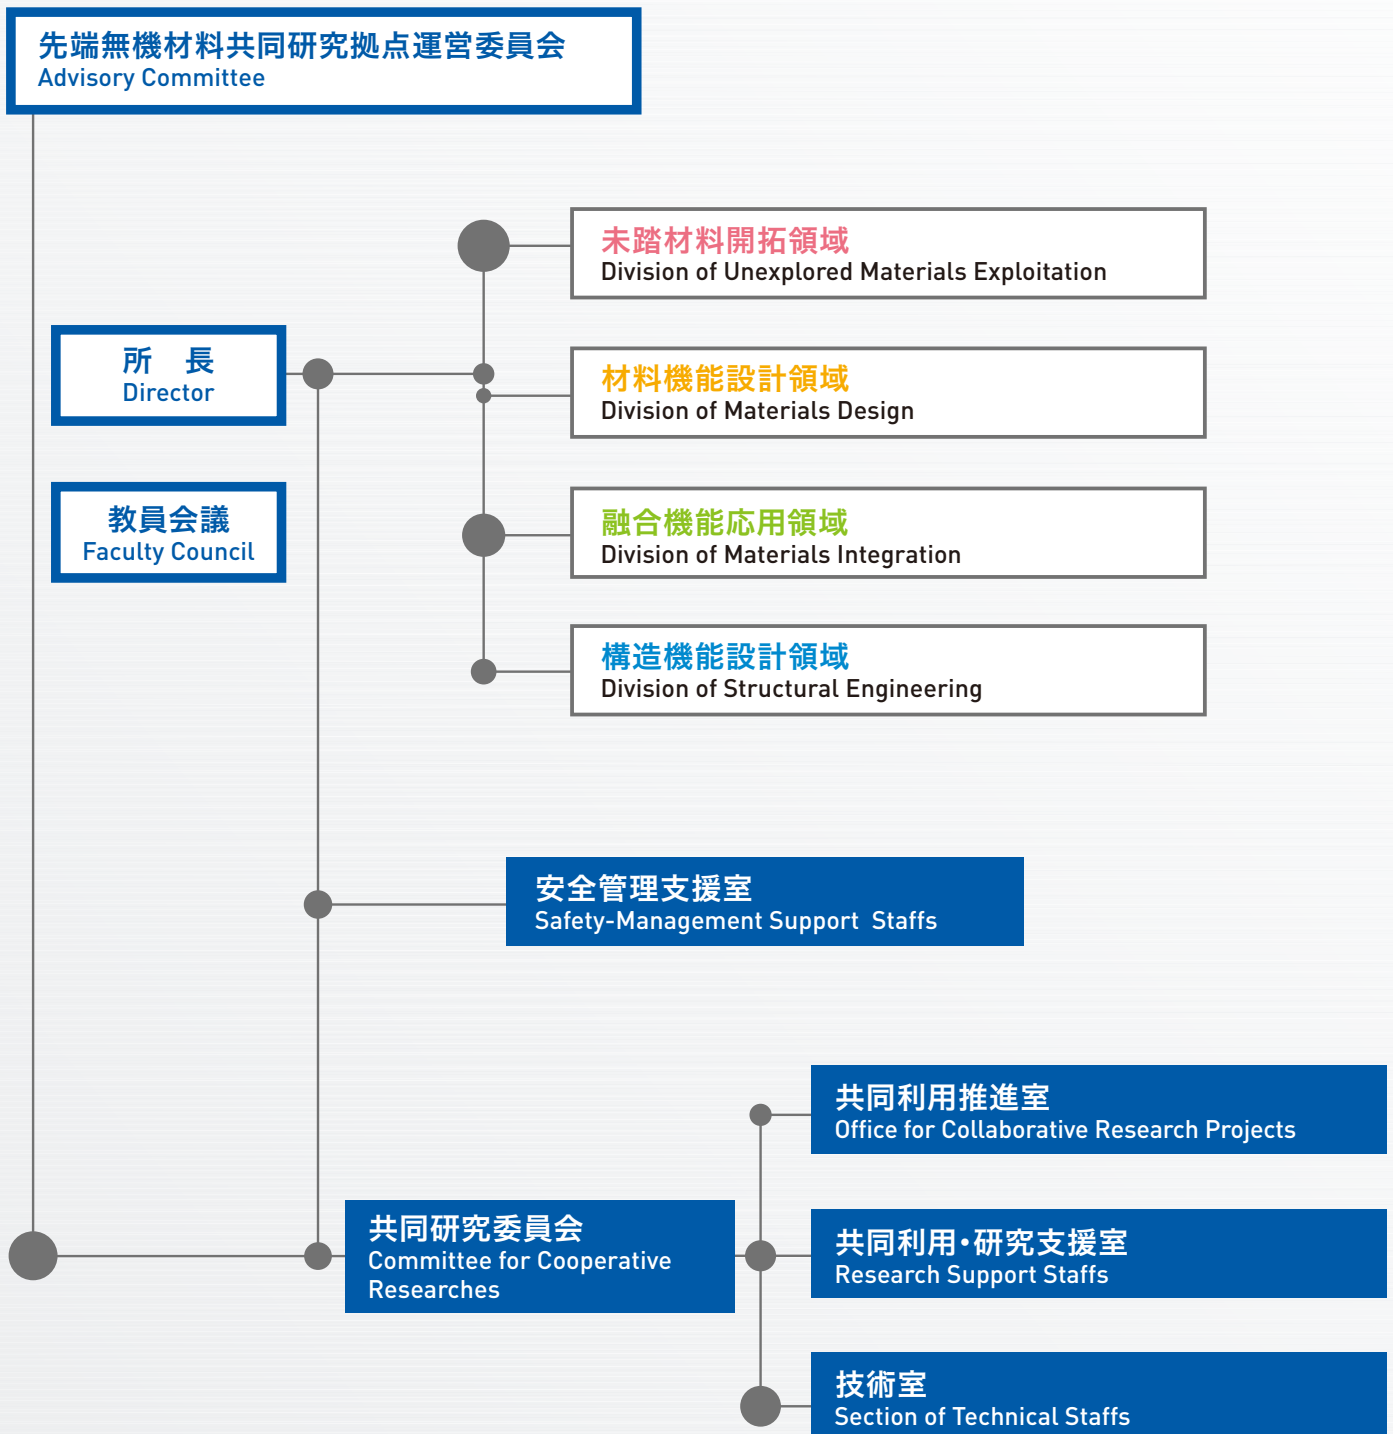 先端無機材料共同研究拠点運営委員会
Advisory Committee
未踏材料開拓領域
Division of Unexplored Materials Exploitation
所　長
Director
材料機能設計領域
Division of Materials Design
教員会議
Faculty Council
融合機能応用領域
Division of Materials Integration
構造機能設計領域
Division of Structural Engineering
安全管理支援室
Safety-Management Support  Staffs
共同利用推進室
Office for Collaborative Research Projects
共同研究委員会
Committee for Cooperative
Researches
共同利用・研究支援室
Research Support Staffs
技術室
Section of Technical Staffs